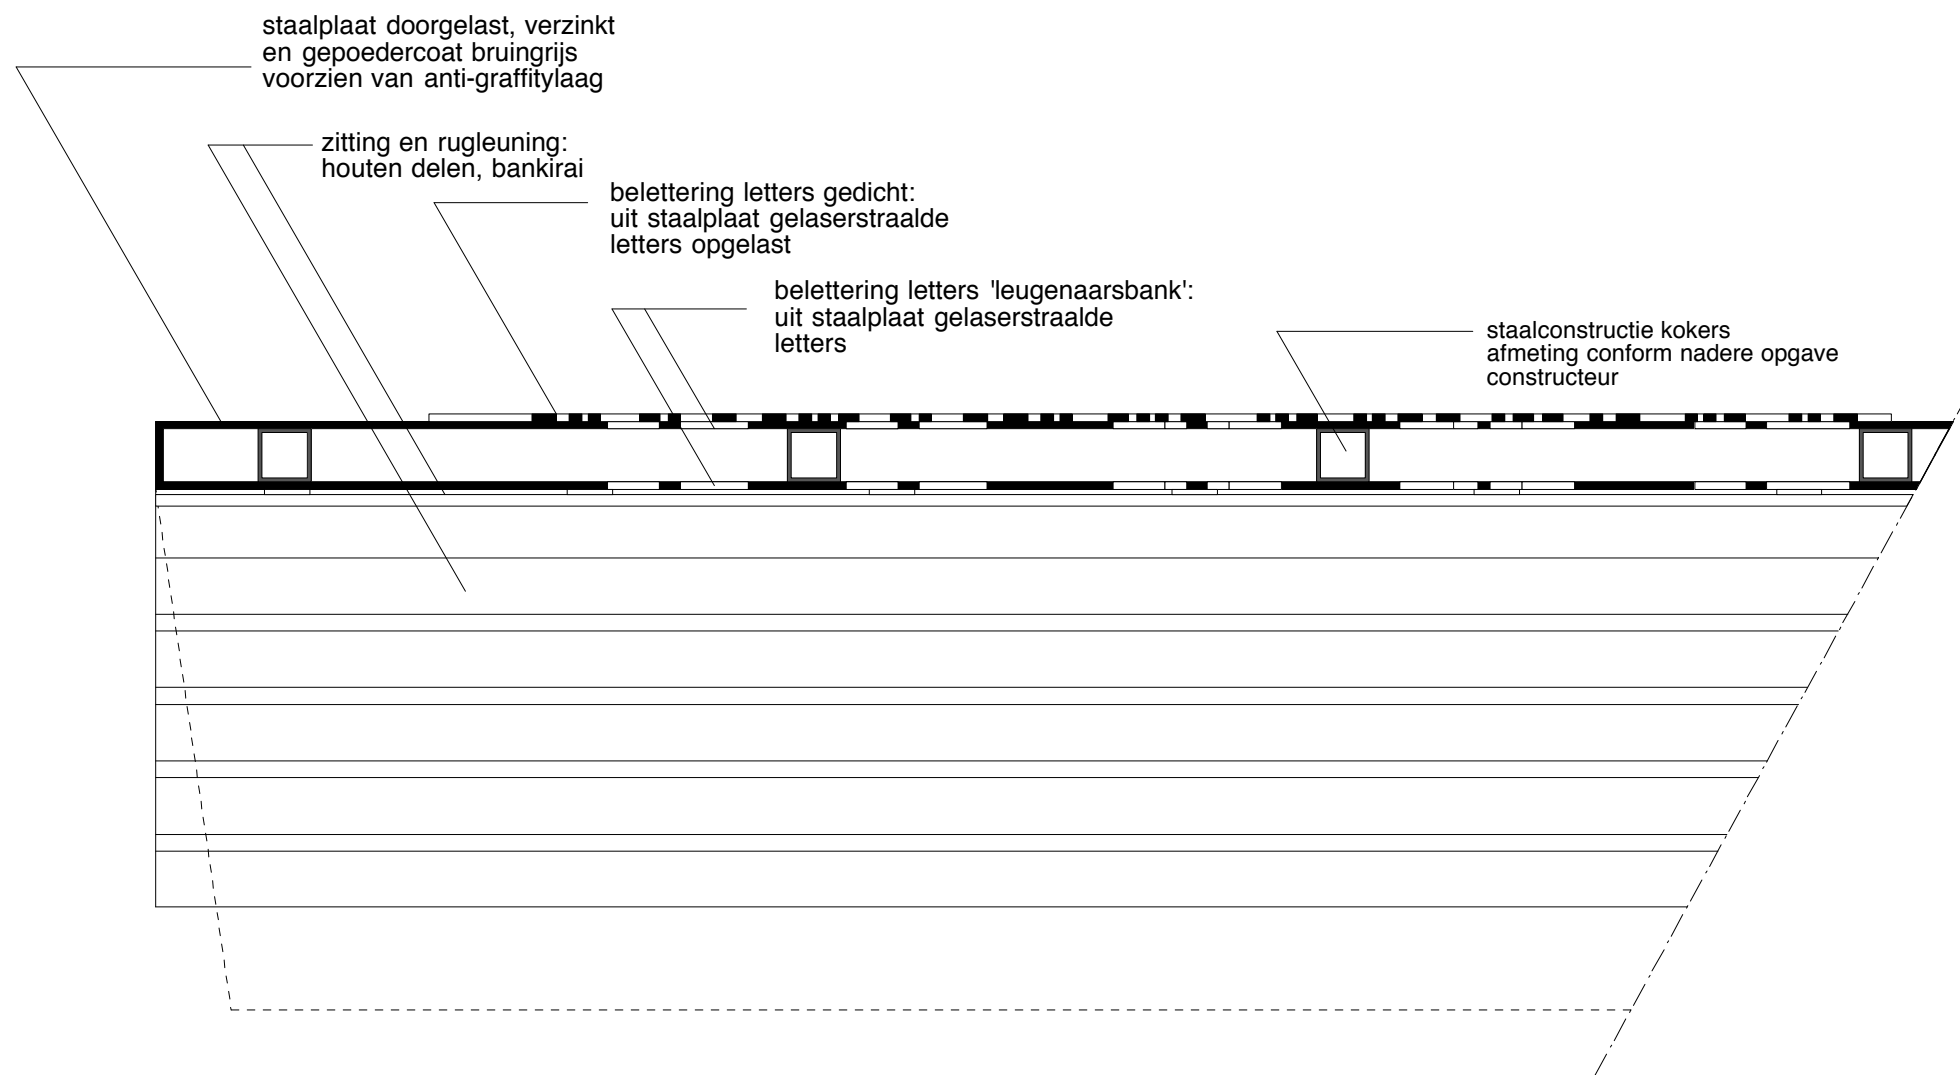 staalplaat doorgelast, verzinkt
en gepoedercoat bruingrijs
voorzien van anti-graffitylaag
zitting en rugleuning:
houten delen, bankirai
belettering letters gedicht:
uit staalplaat gelaserstraalde
letters opgelast
belettering letters 'leugenaarsbank':
uit staalplaat gelaserstraalde
letters
staalconstructie kokers
afmeting conform nadere opgave
constructeur